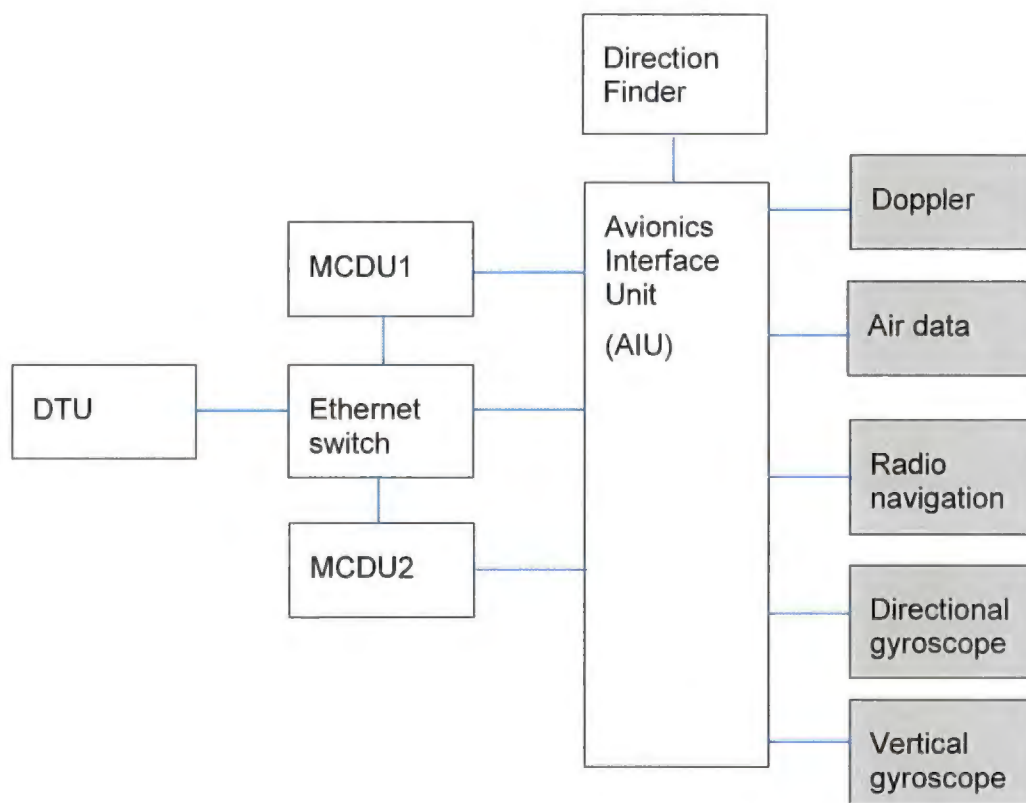 Direction
Finder
Doppler
Avionics
Interface
Unit
(AIU)
MCDU1
Air data
DTU
Ethernet
switch
Radio
navigation
MCDU2
Directional
gyroscope
Vertical
gyroscope